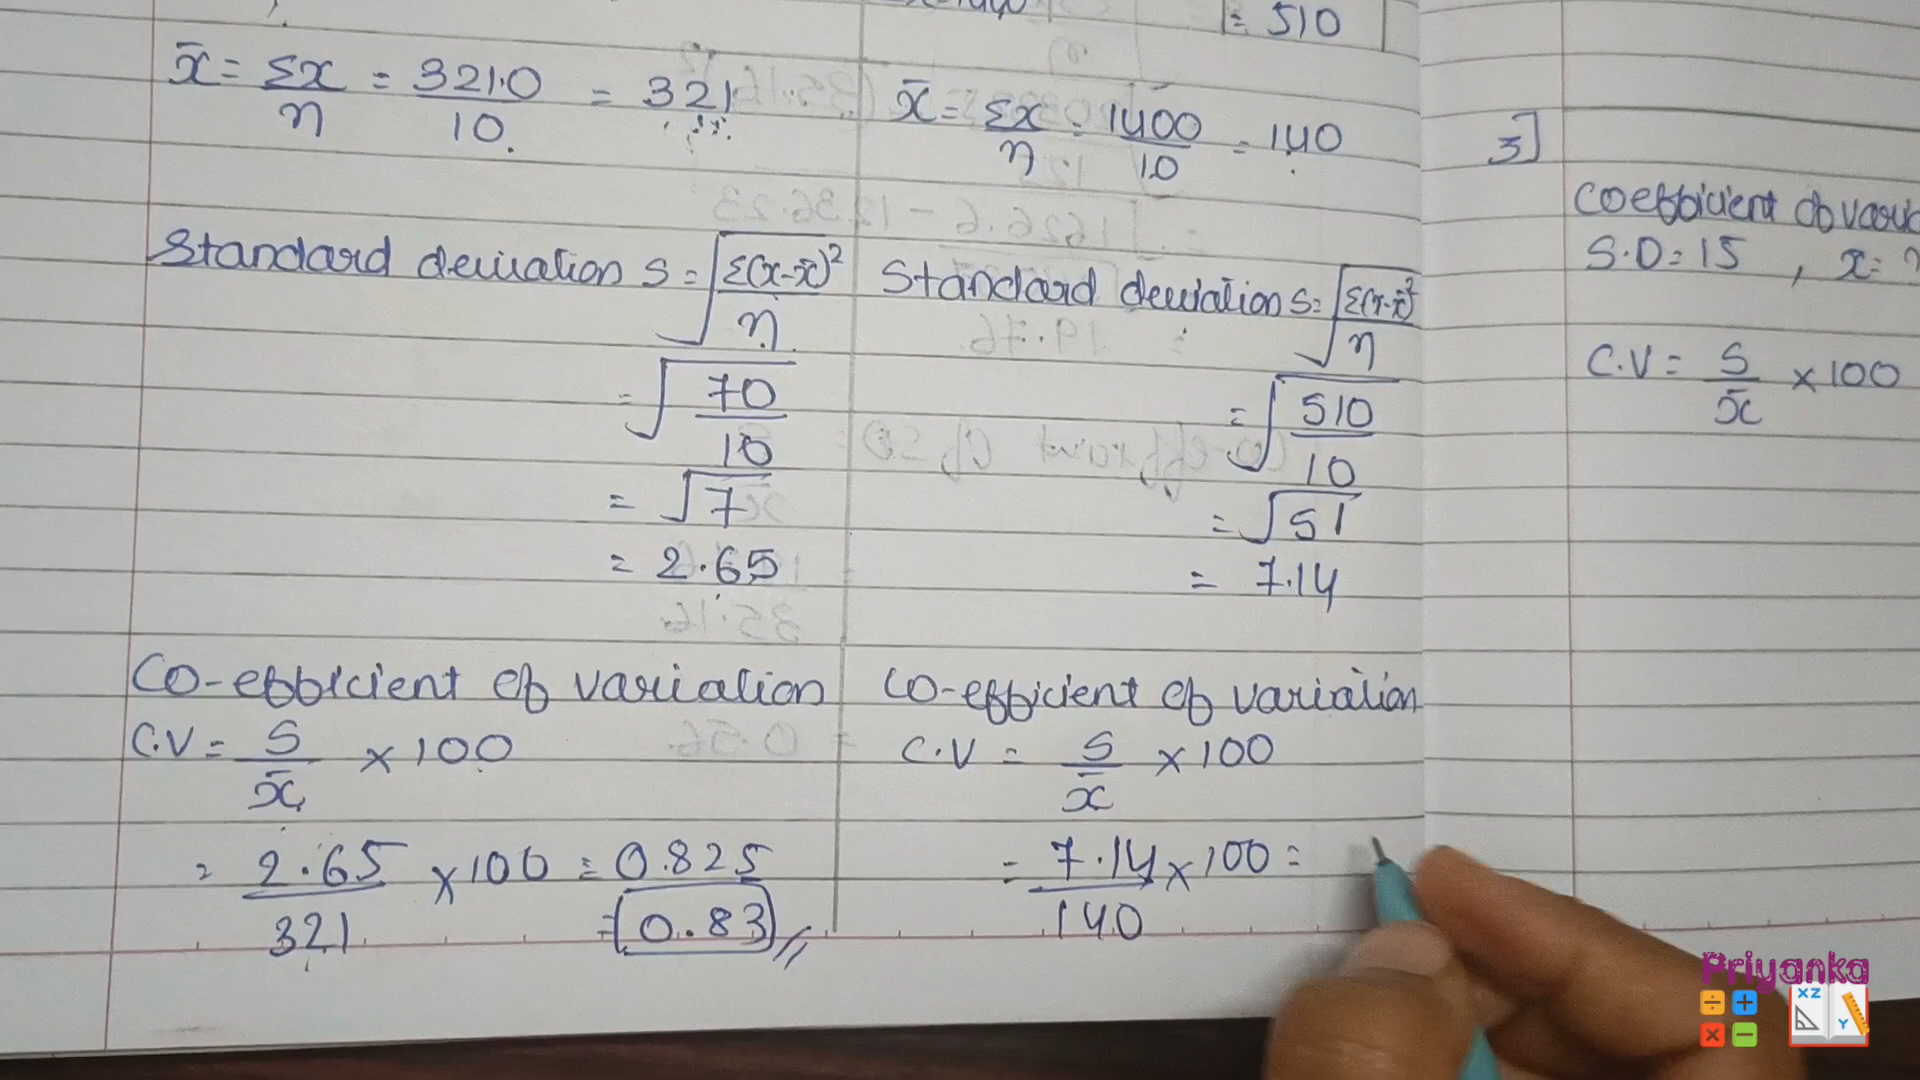 = 510
x̄ = Σx/n = 321.0/10 = 321
Standard deviation S = √(Σ(x-x̄)²/n)
= √(70/10)
= √7
= 2.65
Co-efficient of variation
C.V = S/x̄ × 100
= 2.65/321 × 100 = 0.825
= 0.83
x̄ = Σx/n = 1400/10 = 140
Standard deviation S = √(Σ(x-x̄)²/n)
= √(510/10)
= √51
= 7.14
Co-efficient of variation
C.V = S/x̄ × 100
= 7.14/140 × 100 =
3]
Coefficient of
S.D = 15 , x = ?
C.V = S/x̄ × 100
Priyanka
XZ
Y